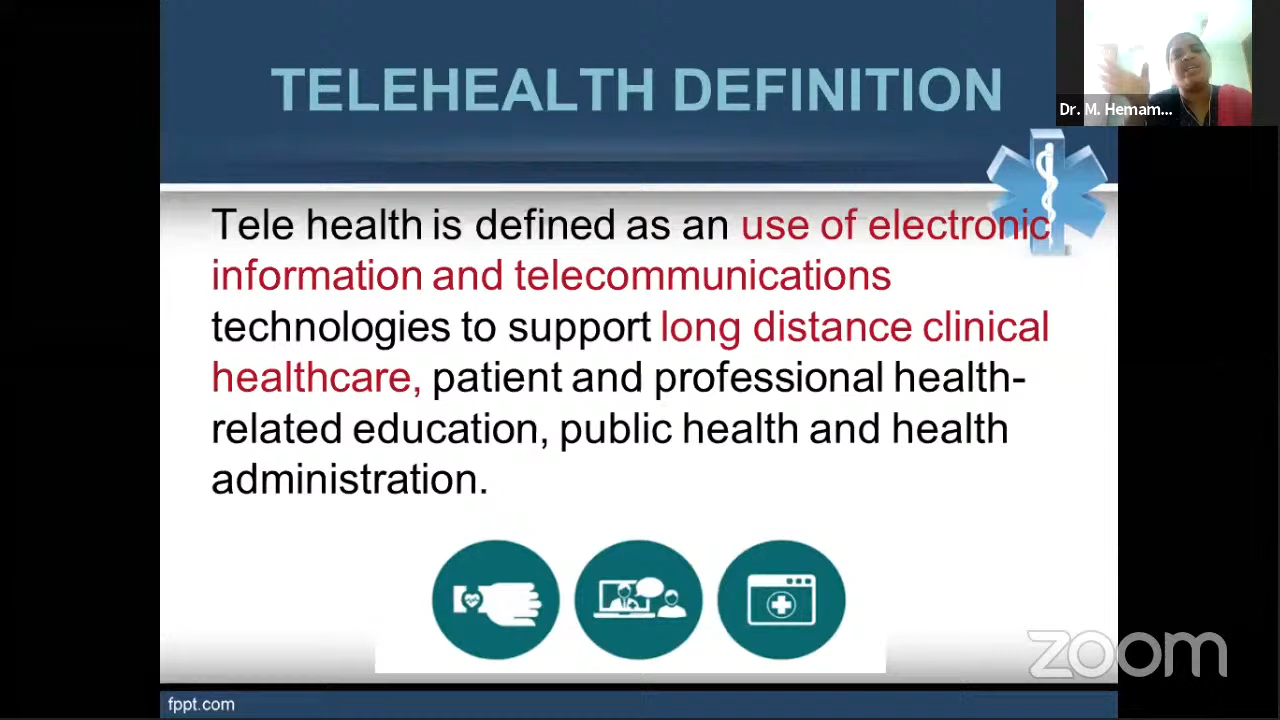 TELEHEALTH DEFINITION
Dr. M. Hemam...
Tele health is defined as an use of electronic
information and telecommunications
technologies to support long distance clinical
healthcare, patient and professional health-
related education, public health and health
administration.
zoom
fppt.com